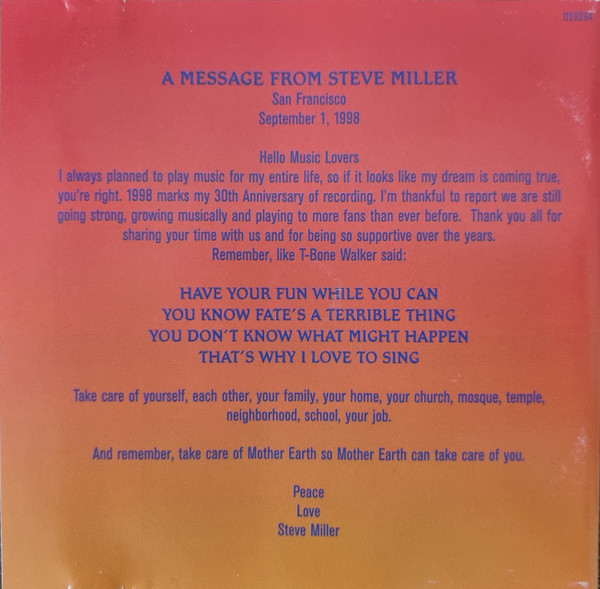 A MESSAGE FROM STEVE MILLER
San Francisco
September 1, 1998
Hello Music Lovers
I always planned to play music for my entire life, so if it looks like my dream is coming true,
you're right. 1998 marks my 30th Anniversary of recording. I'm thankful to report we are still
going strong, growing musically and playing to more fans than ever before. Thank you all for
sharing your time with us and for being so supportive over the years.
Remember, like T-Bone Walker said:
HAVE YOUR FUN WHILE YOU CAN
YOU KNOW FATE'S A TERRIBLE THING
YOU DON'T KNOW WHAT MIGHT HAPPEN
THAT'S WHY I LOVE TO SING
Take care of yourself, each other, your family, your home, your church, mosque, temple,
neighborhood, school, your job.
And remember, take care of Mother Earth so Mother Earth can take care of you.
Peace
Love
Steve Miller